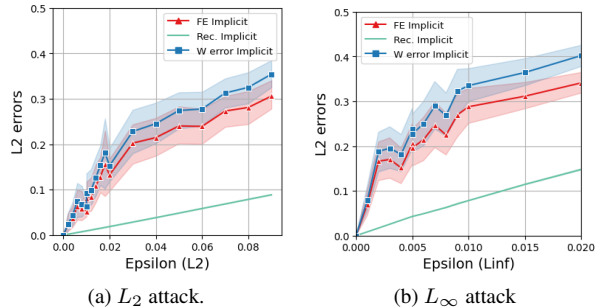 FE Implicit
Rec. Implicit
W error Implicit
L2 errors
0.5
0.4
0.3
0.2
0.1
0.0
0.00 0.02 0.04 0.06 0.08
Epsilon (L2)
(a) L₂ attack.
FE Implicit
Rec. Implicit
W error Implicit
L2 errors
0.5
0.4
0.3
0.2
0.1
0.0
0.000 0.005 0.010 0.015 0.020
Epsilon (Linf)
(b) L∞ attack